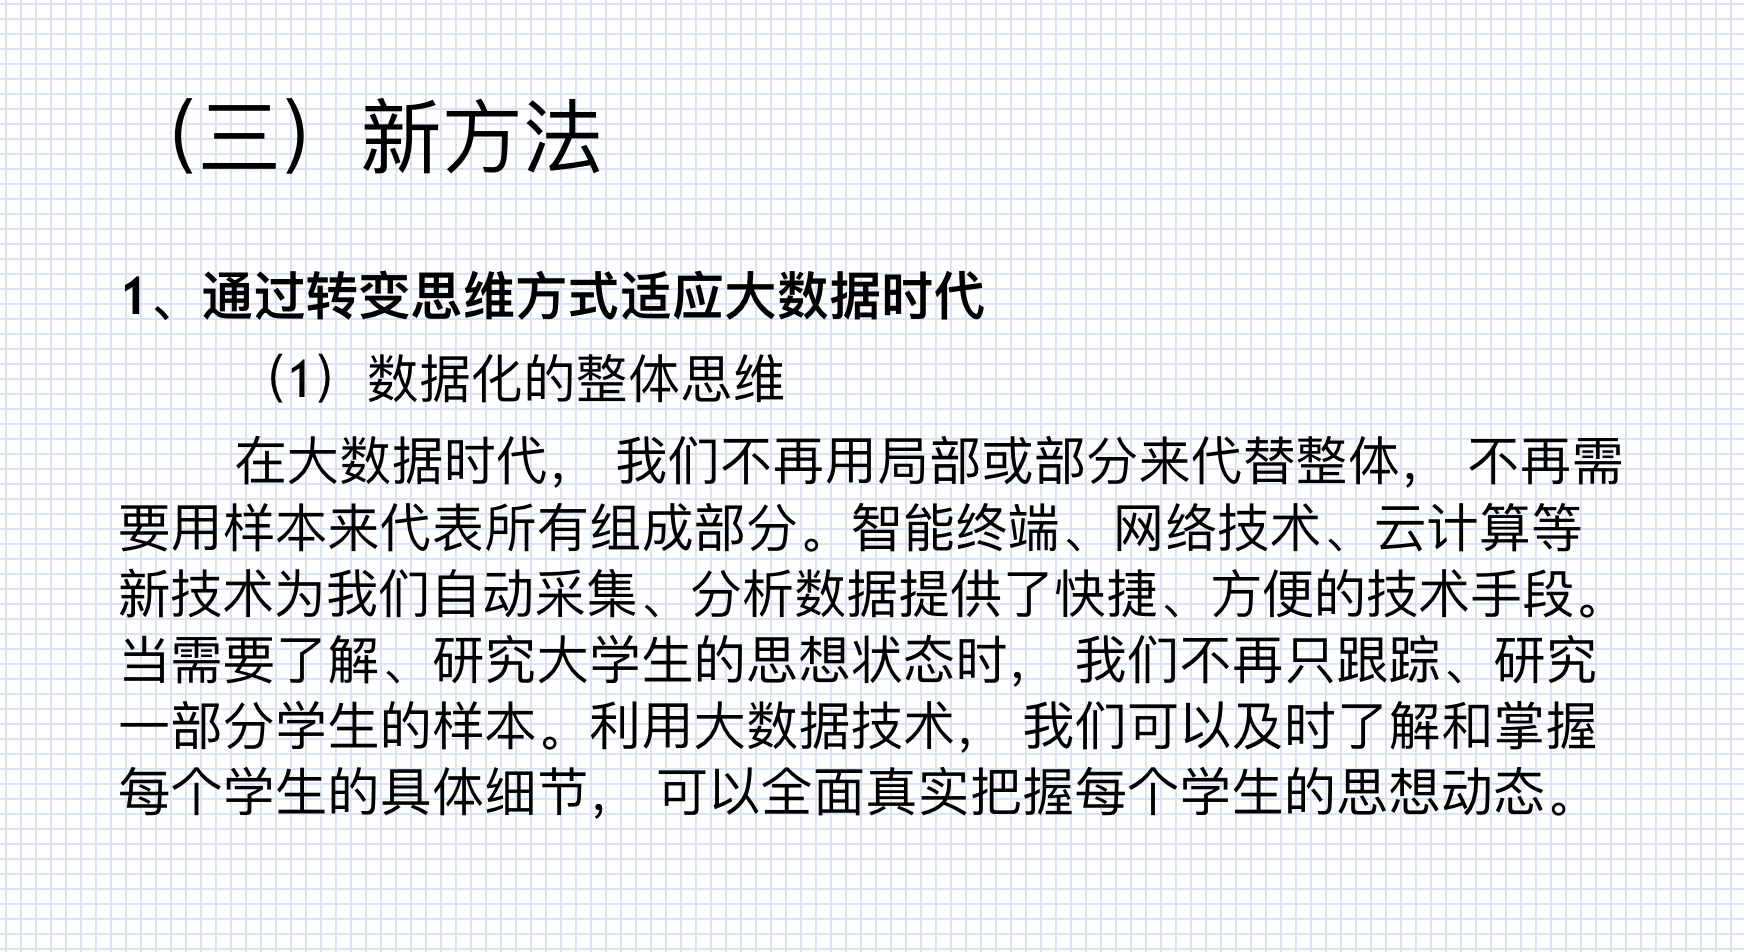 （三）新方法
1、通过转变思维方式适应大数据时代
（1）数据化的整体思维
在大数据时代， 我们不再用局部或部分来代替整体， 不再需
要用样本来代表所有组成部分。智能终端、网络技术、云计算等
新技术为我们自动采集、分析数据提供了快捷、方便的技术手段。
当需要了解、研究大学生的思想状态时， 我们不再只跟踪、研究
一部分学生的样本。利用大数据技术， 我们可以及时了解和掌握
每个学生的具体细节， 可以全面真实把握每个学生的思想动态。